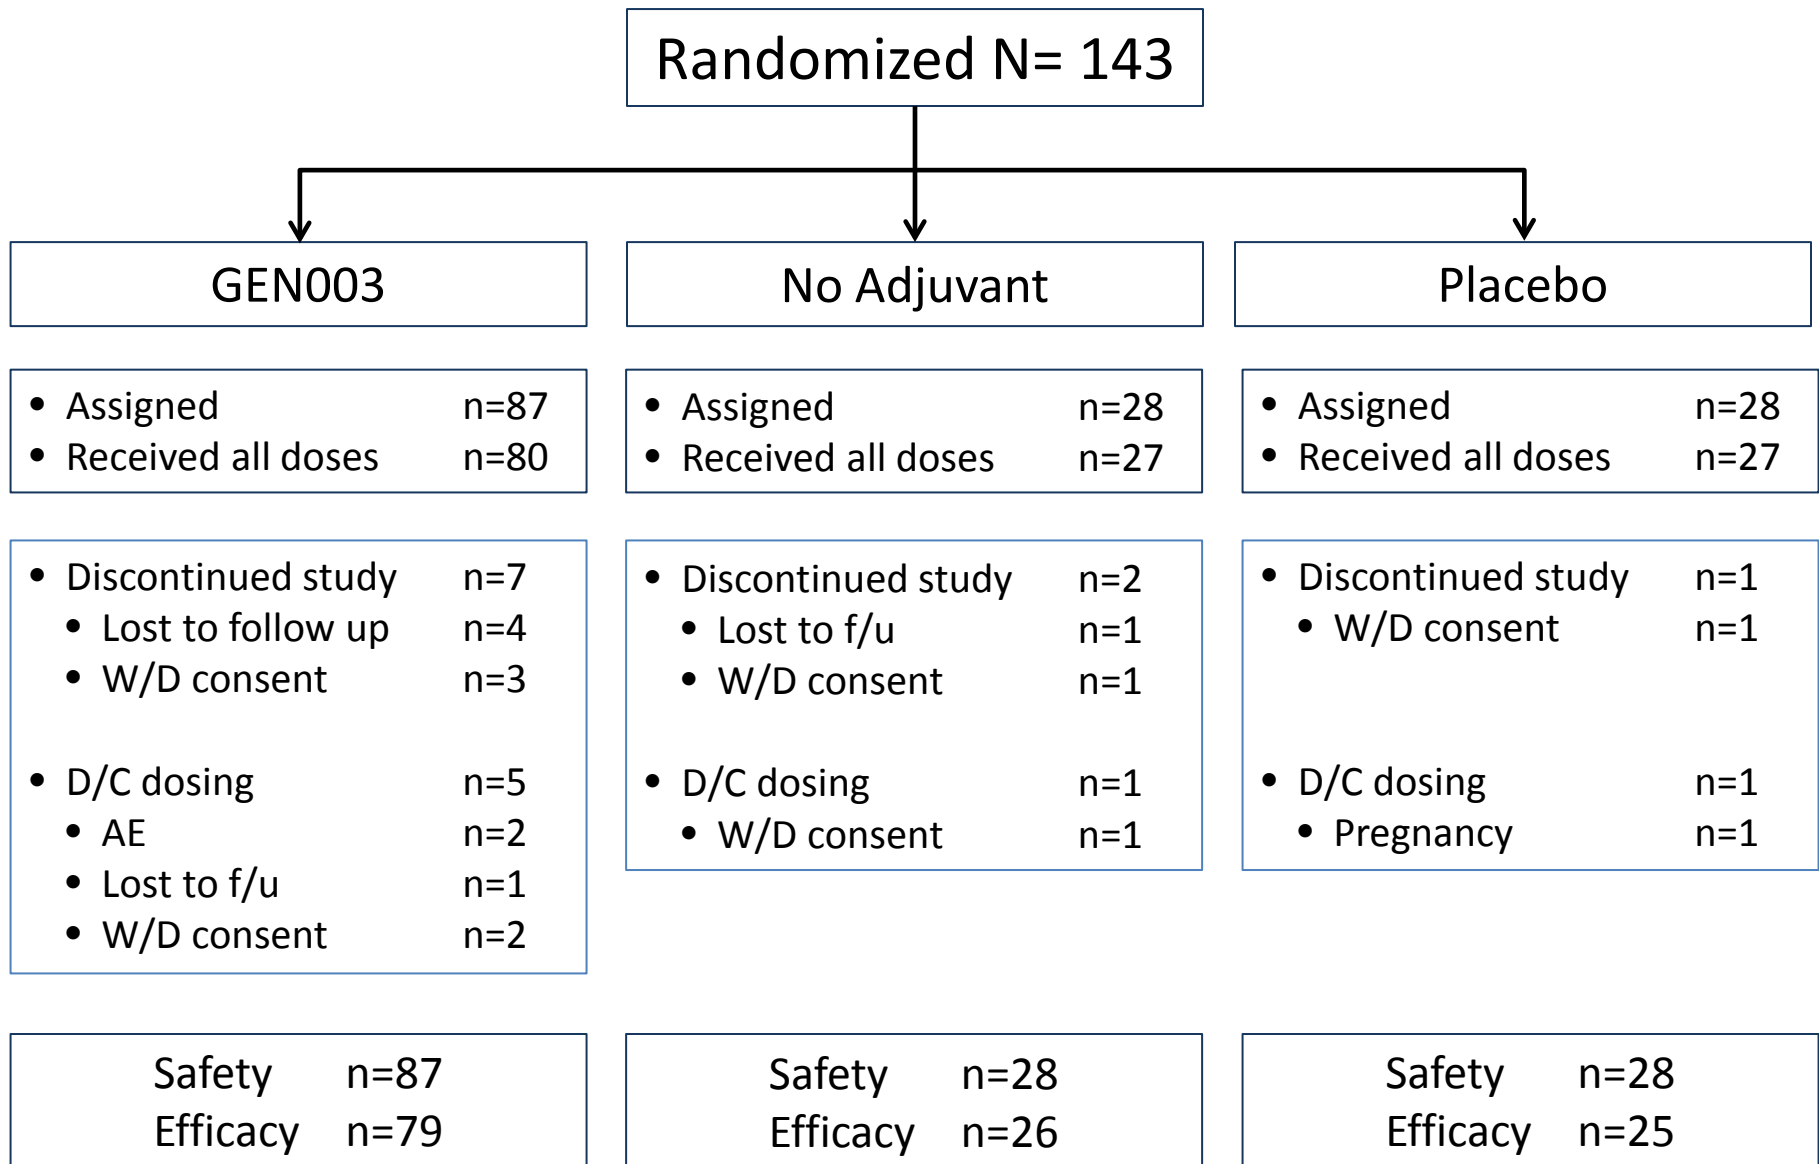 Randomized N= 143
GEN003
No Adjuvant
Placebo
• Assigned n=87
• Received all doses n=80
• Assigned n=28
• Received all doses n=27
• Assigned n=28
• Received all doses n=27
• Discontinued study n=7
• Lost to follow up n=4
• W/D consent n=3
• D/C dosing n=5
• AE n=2
• Lost to f/u n=1
• W/D consent n=2
• Discontinued study n=2
• Lost to f/u n=1
• W/D consent n=1
• D/C dosing n=1
• W/D consent n=1
• Discontinued study n=1
• W/D consent n=1
• D/C dosing n=1
• Pregnancy n=1
Safety n=87
Efficacy n=79
Safety n=28
Efficacy n=26
Safety n=28
Efficacy n=25